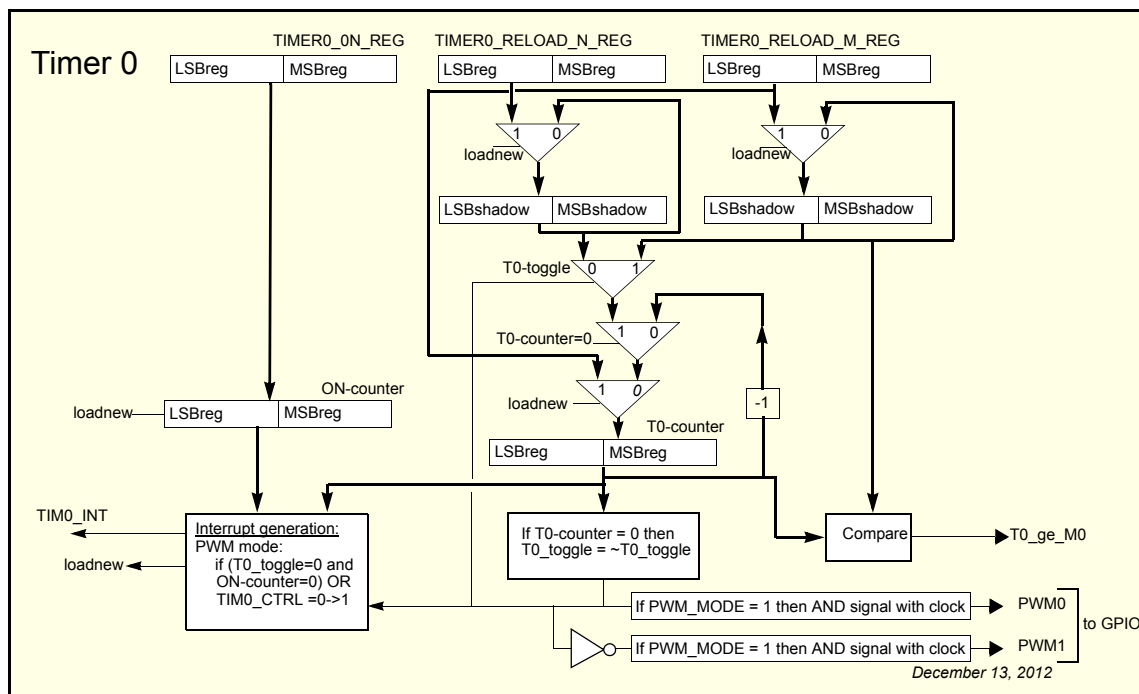 Timer 0
TIMER0_0N_REG
TIMER0_RELOAD_N_REG
TIMER0_RELOAD_M_REG
LSBreg MSBreg
LSBreg MSBreg
LSBreg MSBreg
1 0
loadnew
1 0
loadnew
LSBshadow MSBshadow
LSBshadow MSBshadow
T0-toggle
0 1
T0-counter=0
1 0
loadnew
1 0
-1
ON-counter
loadnew
LSBreg MSBreg
T0-counter
LSBreg MSBreg
TIM0_INT
loadnew
Interrupt generation:
PWM mode:
if (T0_toggle=0 and
ON-counter=0) OR
TIM0_CTRL =0->1
If T0-counter = 0 then
T0_toggle = ~T0_toggle
Compare
T0_ge_M0
If PWM_MODE = 1 then AND signal with clock
PWM0
If PWM_MODE = 1 then AND signal with clock
PWM1
to GPIO
December 13, 2012